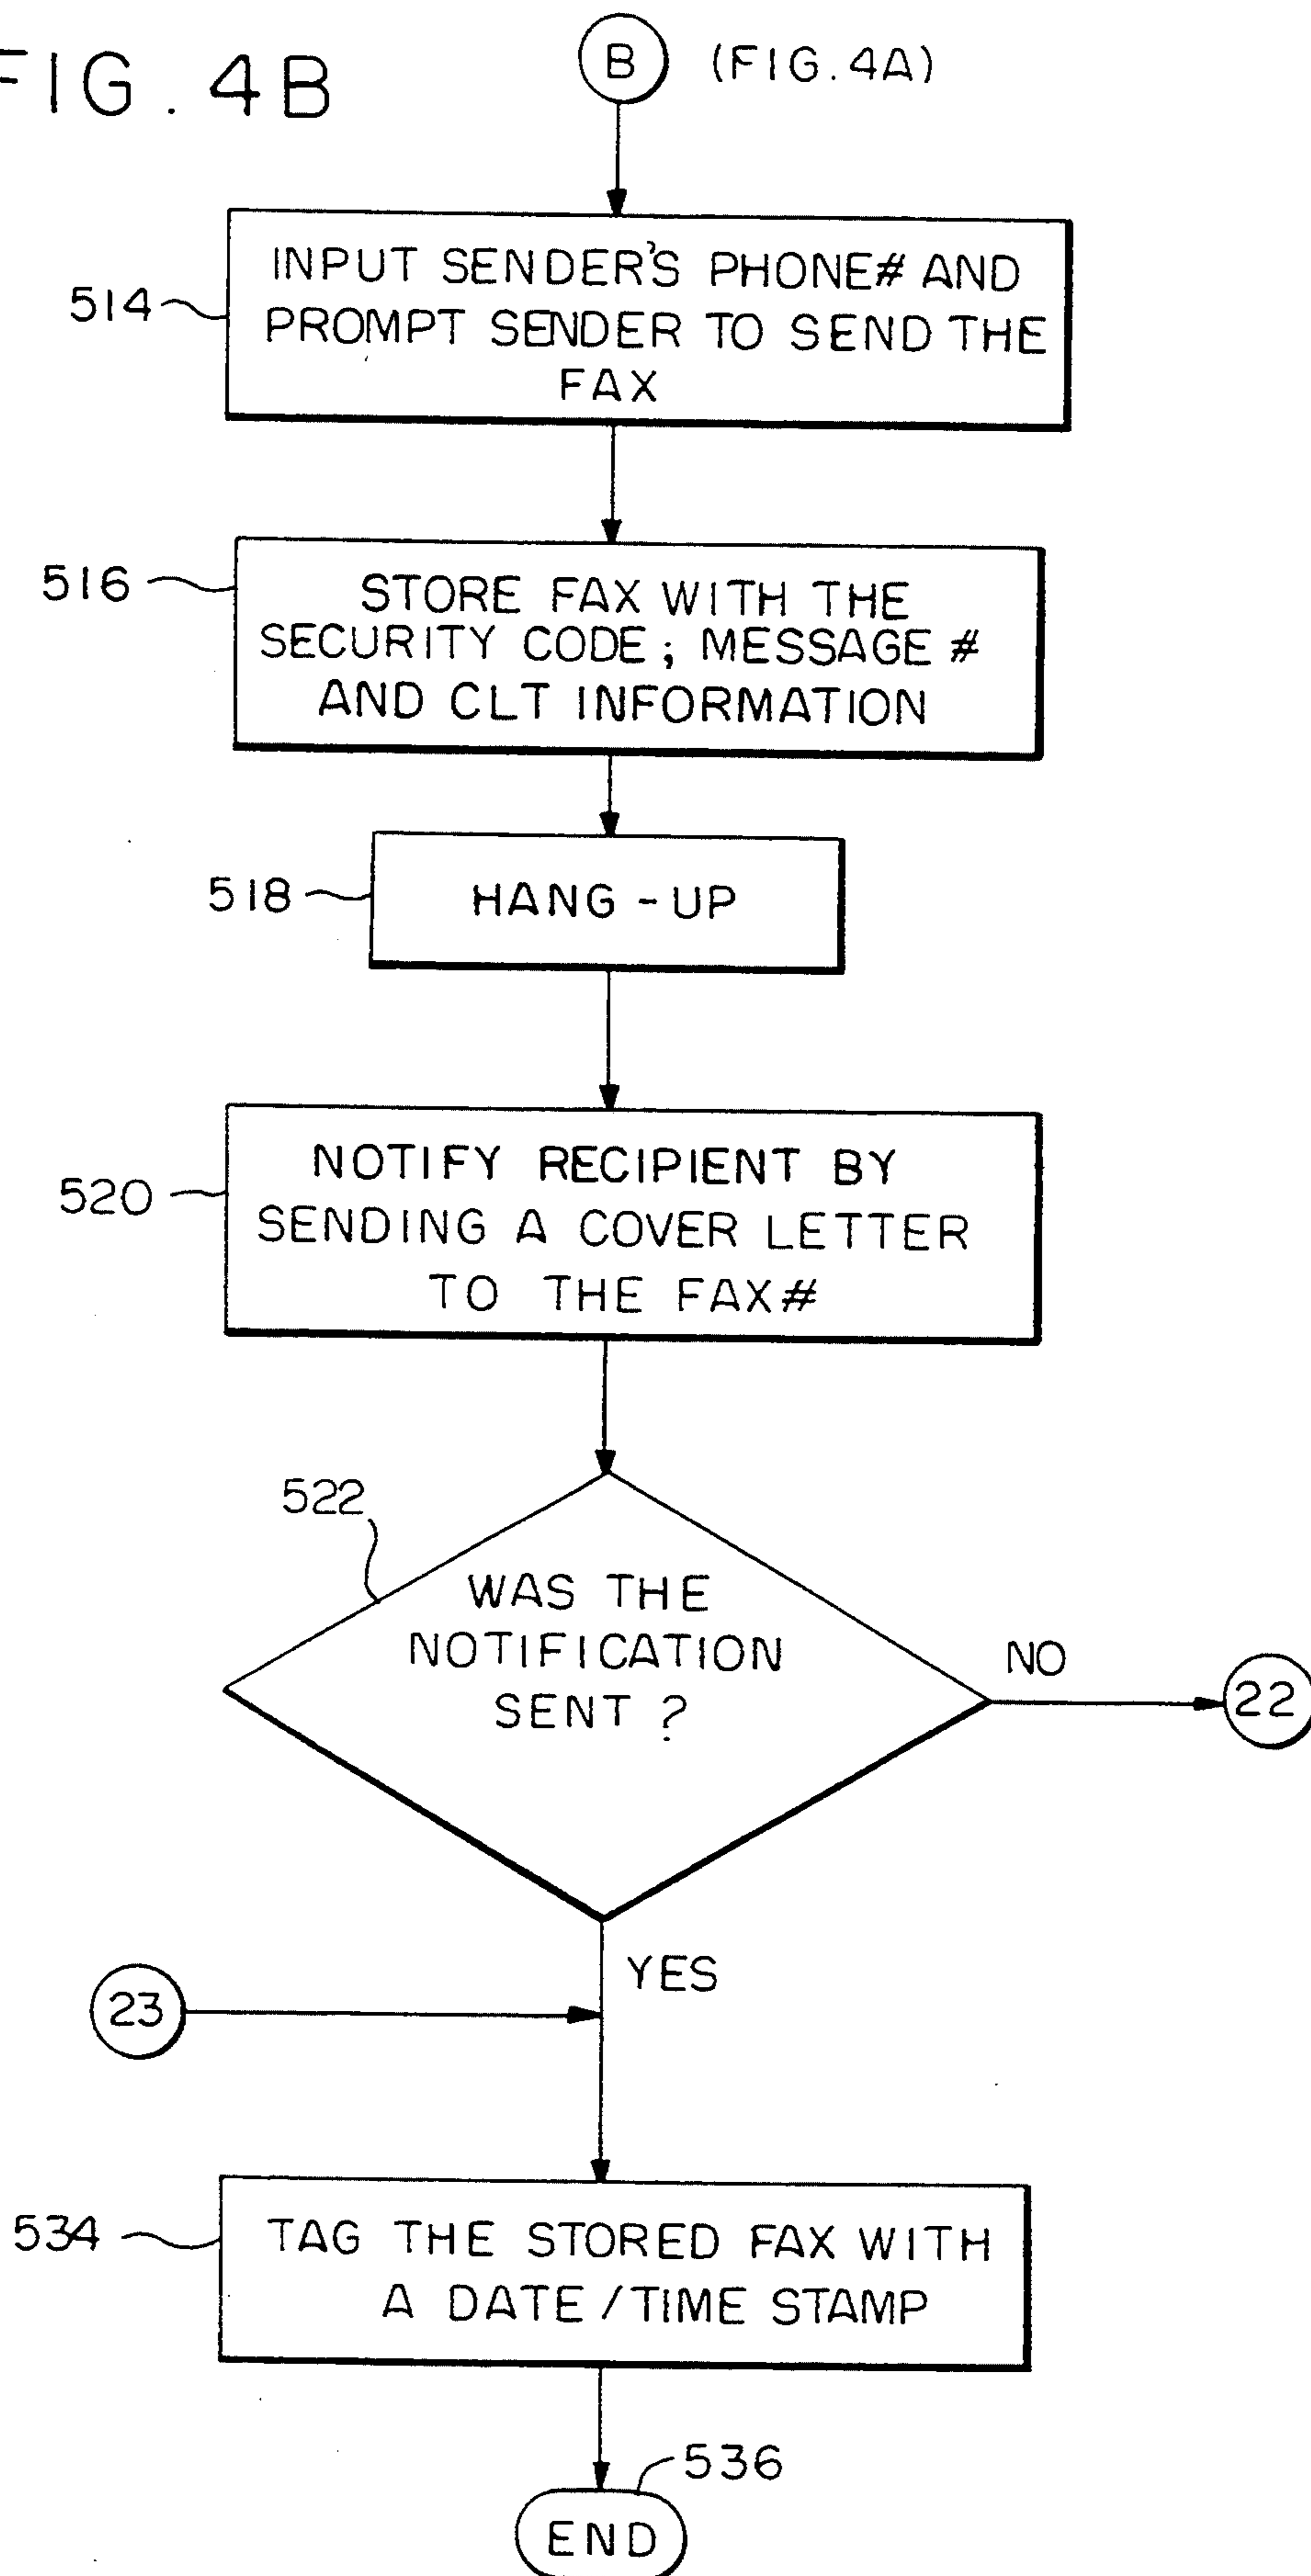 FIG. 4B
B (FIG. 4A)
514
INPUT SENDER'S PHONE# AND
PROMPT SENDER TO SEND THE
FAX
516
STORE FAX WITH THE
SECURITY CODE; MESSAGE #
AND CLT INFORMATION
518
HANG-UP
520
NOTIFY RECIPIENT BY
SENDING A COVER LETTER
TO THE FAX#
522
WAS THE
NOTIFICATION
SENT?
NO
22
YES
23
534
TAG THE STORED FAX WITH
A DATE/TIME STAMP
536
END